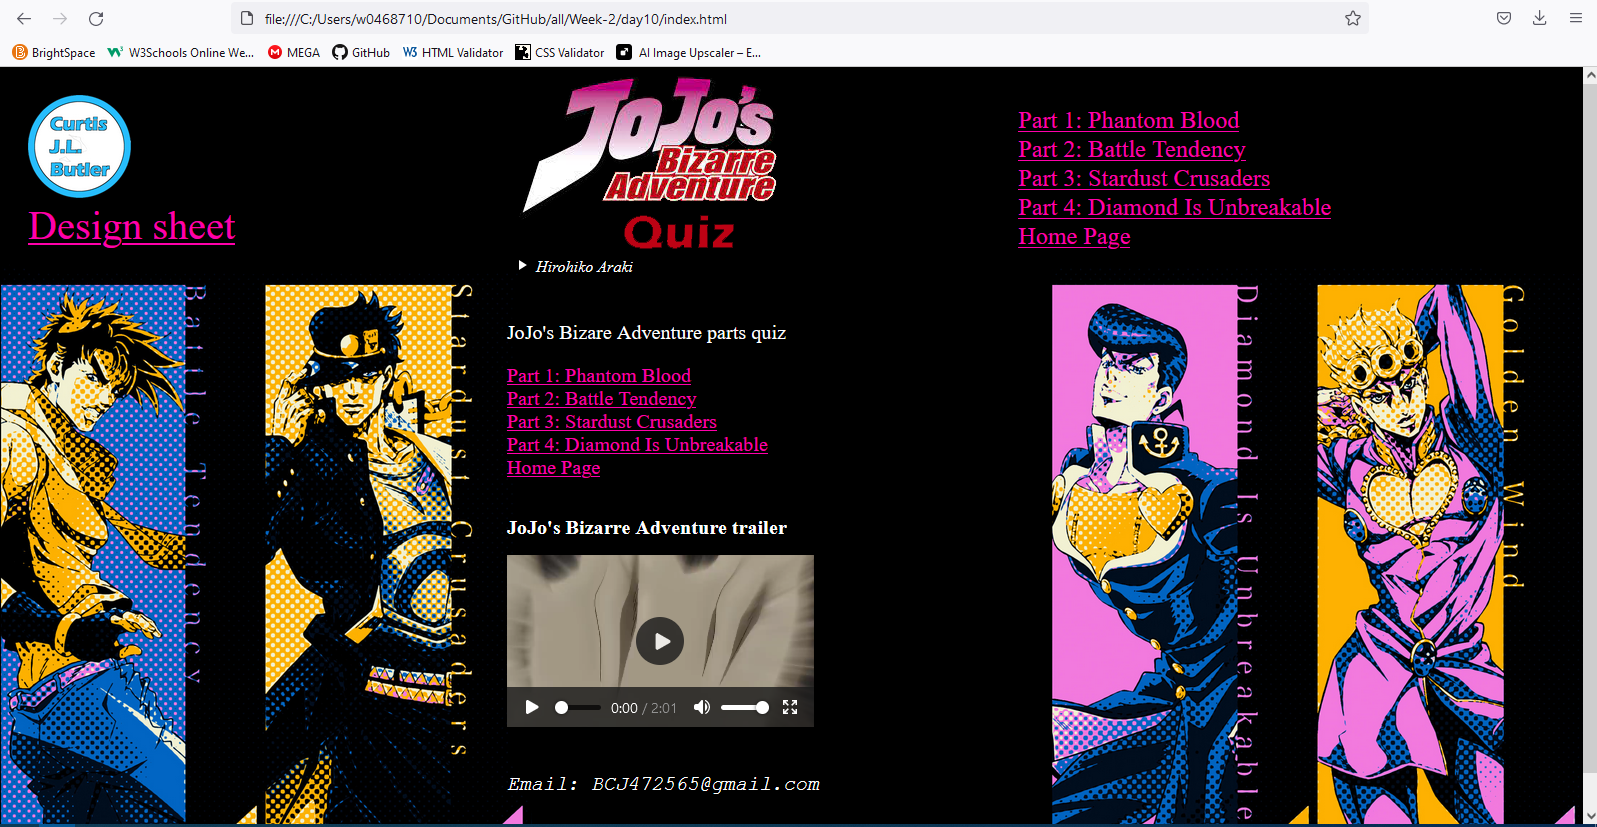 file:///C:/Users/w0468710/Documents/GitHub/all/Week-2/day10/index.html
BrightSpace W3Schools Online We... MEGA GitHub W3 HTML Validator CSS Validator AI Image Upscaler – E...
Curtis
J.L.
Butler
Design sheet
JoJo's
Bizarre
Adventure
Quiz
Hirohiko Araki
Part 1: Phantom Blood
Part 2: Battle Tendency
Part 3: Stardust Crusaders
Part 4: Diamond Is Unbreakable
Home Page
Battle Tendency
Stardust Crusaders
JoJo's Bizare Adventure parts quiz
Part 1: Phantom Blood
Part 2: Battle Tendency
Part 3: Stardust Crusaders
Part 4: Diamond Is Unbreakable
Home Page
JoJo's Bizarre Adventure trailer
0:00 / 2:01
Email: BCJ472565@gmail.com
Diamond Is Unbreakable
Golden Wind